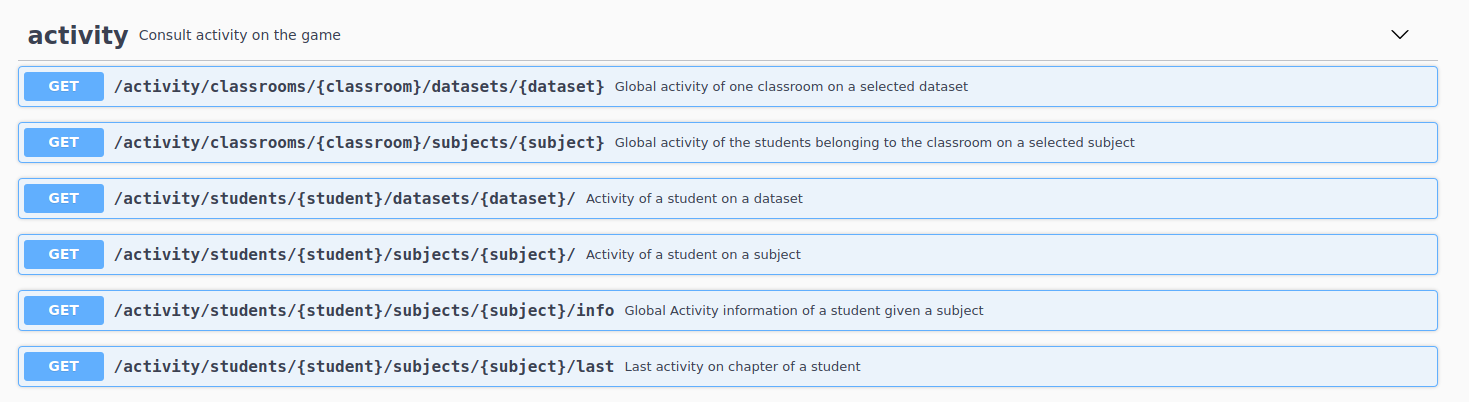 activity Consult activity on the game
GET /activity/classrooms/{classroom}/datasets/{dataset} Global activity of one classroom on a selected dataset
GET /activity/classrooms/{classroom}/subjects/{subject} Global activity of the students belonging to the classroom on a selected subject
GET /activity/students/{student}/datasets/{dataset}/ Activity of a student on a dataset
GET /activity/students/{student}/subjects/{subject}/ Activity of a student on a subject
GET /activity/students/{student}/subjects/{subject}/info Global Activity information of a student given a subject
GET /activity/students/{student}/subjects/{subject}/last Last activity on chapter of a student